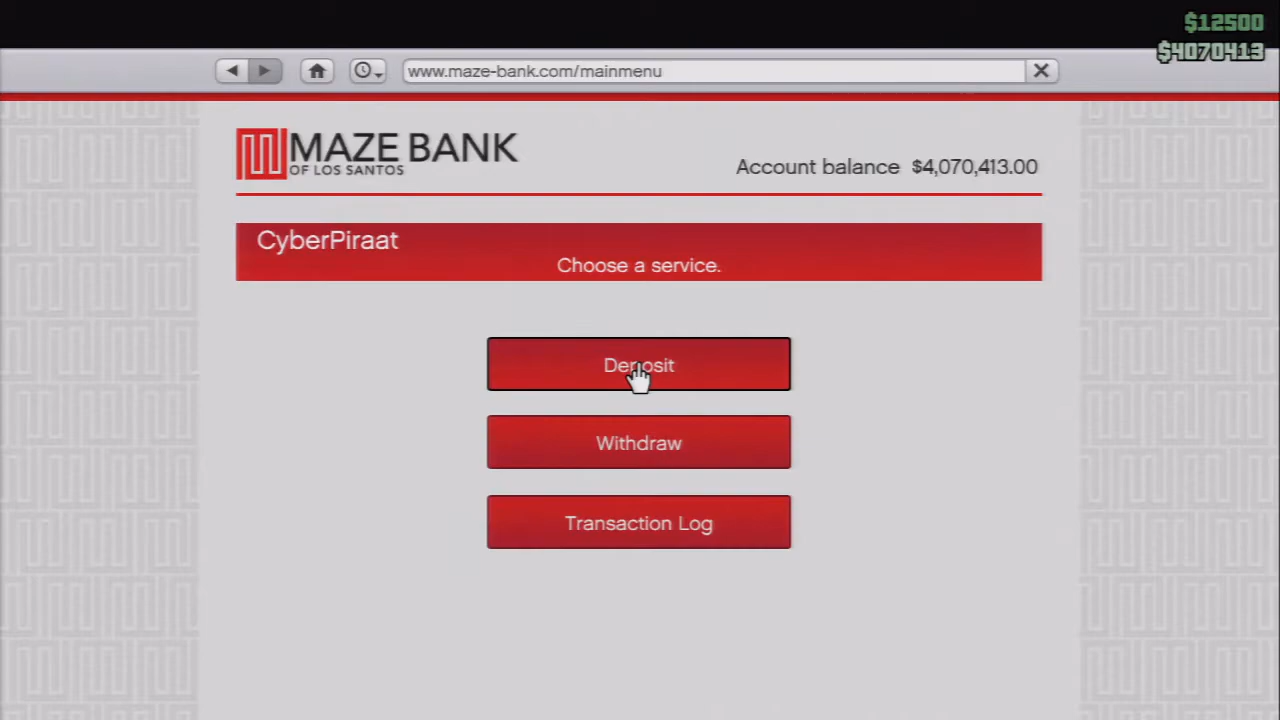 $12500
$4070413
www.maze-bank.com/mainmenu
MAZE BANK
OF LOS SANTOS
Account balance $4,070,413.00
CyberPiraat
Choose a service.
Deposit
Withdraw
Transaction Log